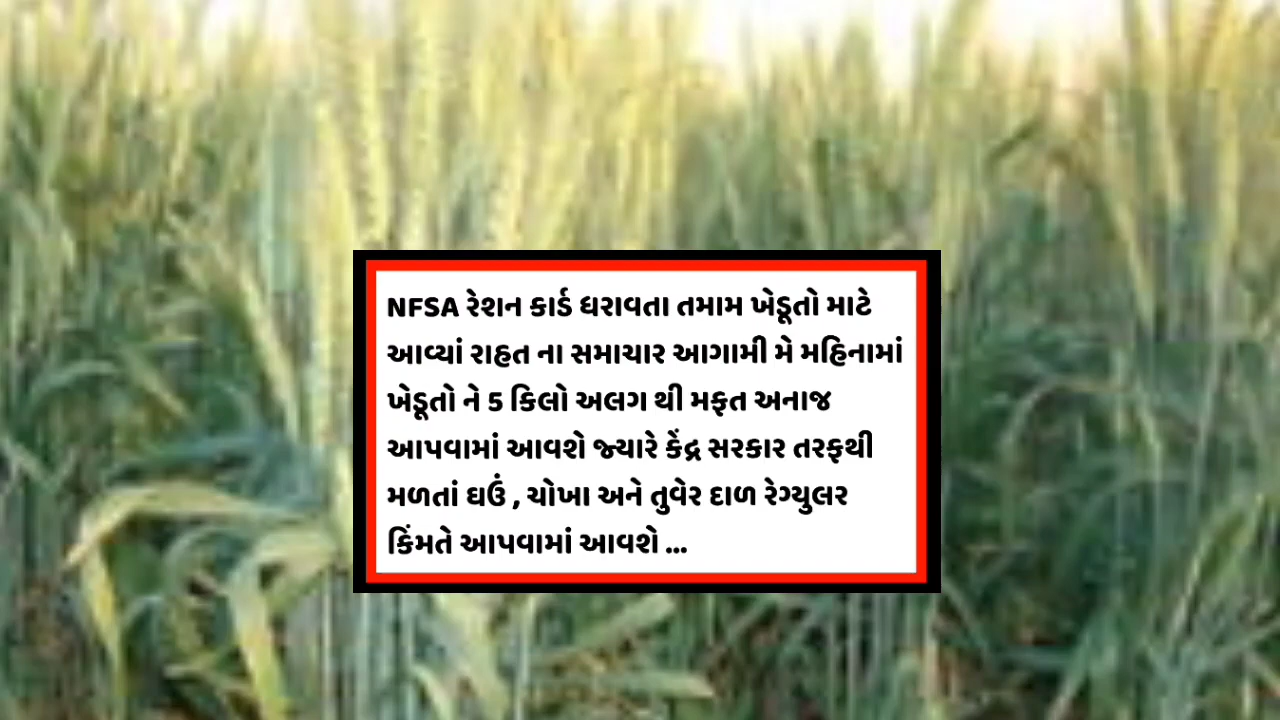 NFSA રેશન કાર્ડ ધરાવતા તમામ ખેડૂતો માટે
આવ્યાં રાહત ના સમાચાર આગામી મે મહિનામાં
ખેડૂતો ને 5 કિલો અલગ થી મફત અનાજ
આપવામાં આવશે જ્યારે કેંદ્ર સરકાર તરફથી
મળતાં ઘઉં , ચોખા અને તુવેર દાળ રેગ્યુલર
કિંમતે આપવામાં આવશે ...